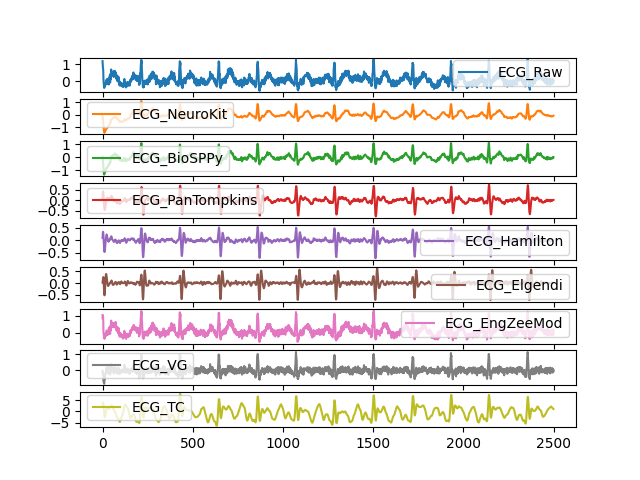 1
0
ECG_Raw
1
0
−1
ECG_NeuroKit
1
0
−1
ECG_BioSPPy
0.5
0.0
−0.5
ECG_PanTompkins
0.5
0.0
−0.5
ECG_Hamilton
0.5
0.0
−0.5
ECG_Elgendi
1
0
ECG_EngZeeMod
1
0
ECG_VG
5
0
−5
ECG_TC
0 500 1000 1500 2000 2500